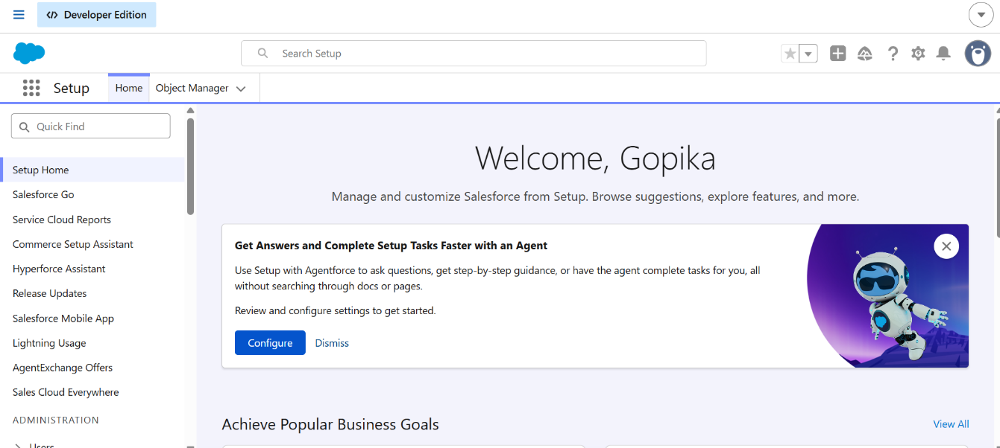 Developer Edition
Search Setup
Setup
Home
Object Manager
Quick Find
Setup Home
Salesforce Go
Service Cloud Reports
Commerce Setup Assistant
Hyperforce Assistant
Release Updates
Salesforce Mobile App
Lightning Usage
AgentExchange Offers
Sales Cloud Everywhere
ADMINISTRATION
Users
Welcome, Gopika
Manage and customize Salesforce from Setup. Browse suggestions, explore features, and more.
Get Answers and Complete Setup Tasks Faster with an Agent
Use Setup with Agentforce to ask questions, get step-by-step guidance, or have the agent complete tasks for you, all
without searching through docs or pages.
Review and configure settings to get started.
Configure
Dismiss
Achieve Popular Business Goals
View All